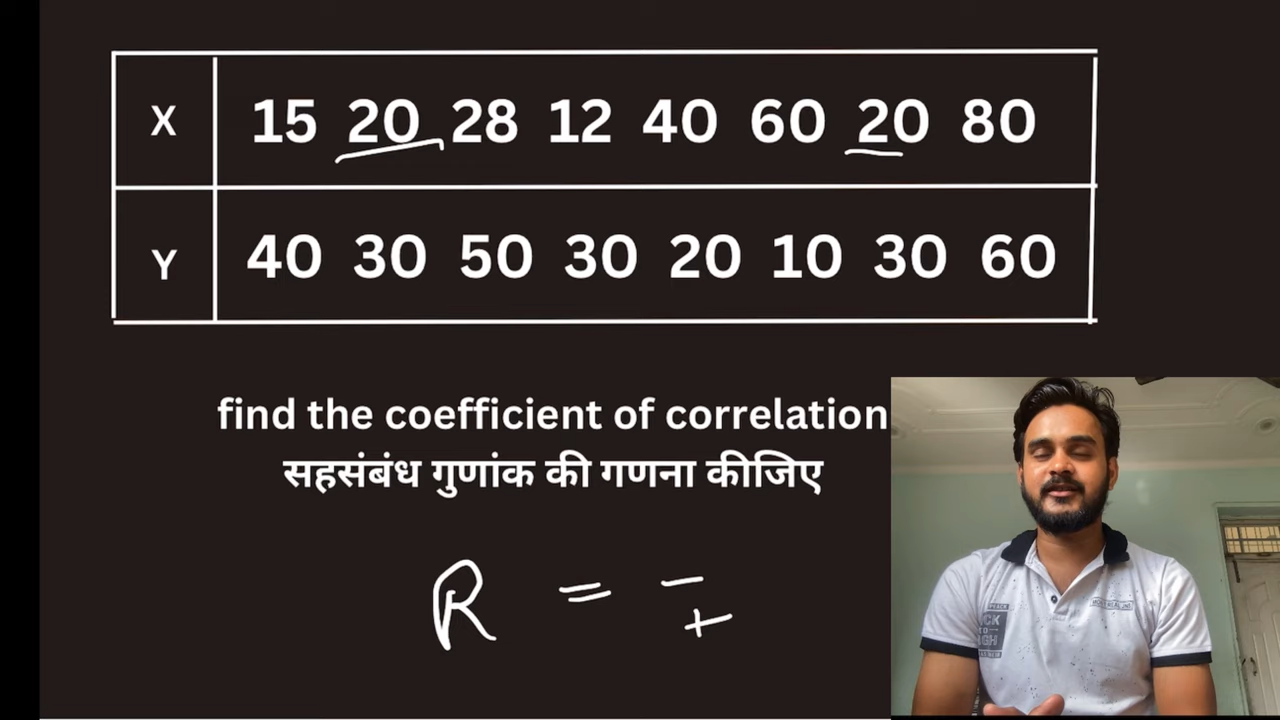 X 15 20 28 12 40 60 20 80
Y 40 30 50 30 20 10 30 60
find the coefficient of correlation
सहसंबंध गुणांक की गणना कीजिए
R = - +